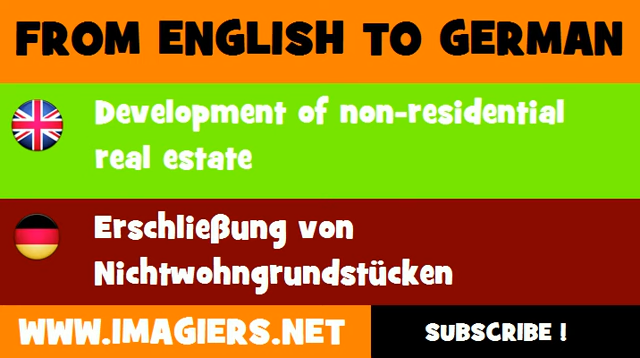 FROM ENGLISH TO GERMAN
Development of non-residential
real estate
Erschließung von
Nichtwohngrundstücken
WWW.IMAGIERS.NET
SUBSCRIBE !